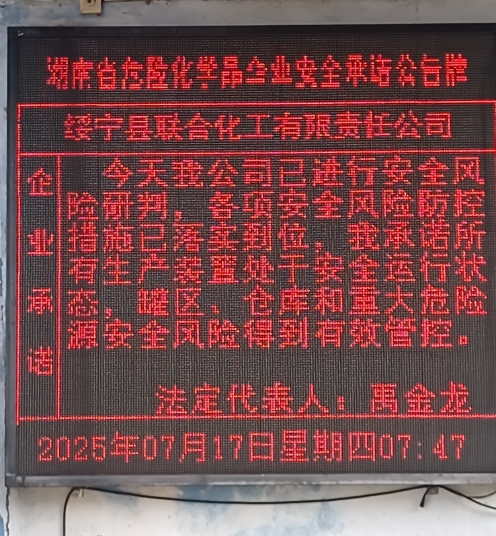 湖南省危险化学品企业安全承诺公告牌
绥宁县联合化工有限责任公司
企业承诺
今天我公司已进行安全风
险研判，各项安全风险防控
措施已落实到位，我承诺所
有生产装置处于安全运行状
态，罐区、仓库和重大危险
源安全风险得到有效管控。
法定代表人：禹金龙
2025年07月17日星期四07:47